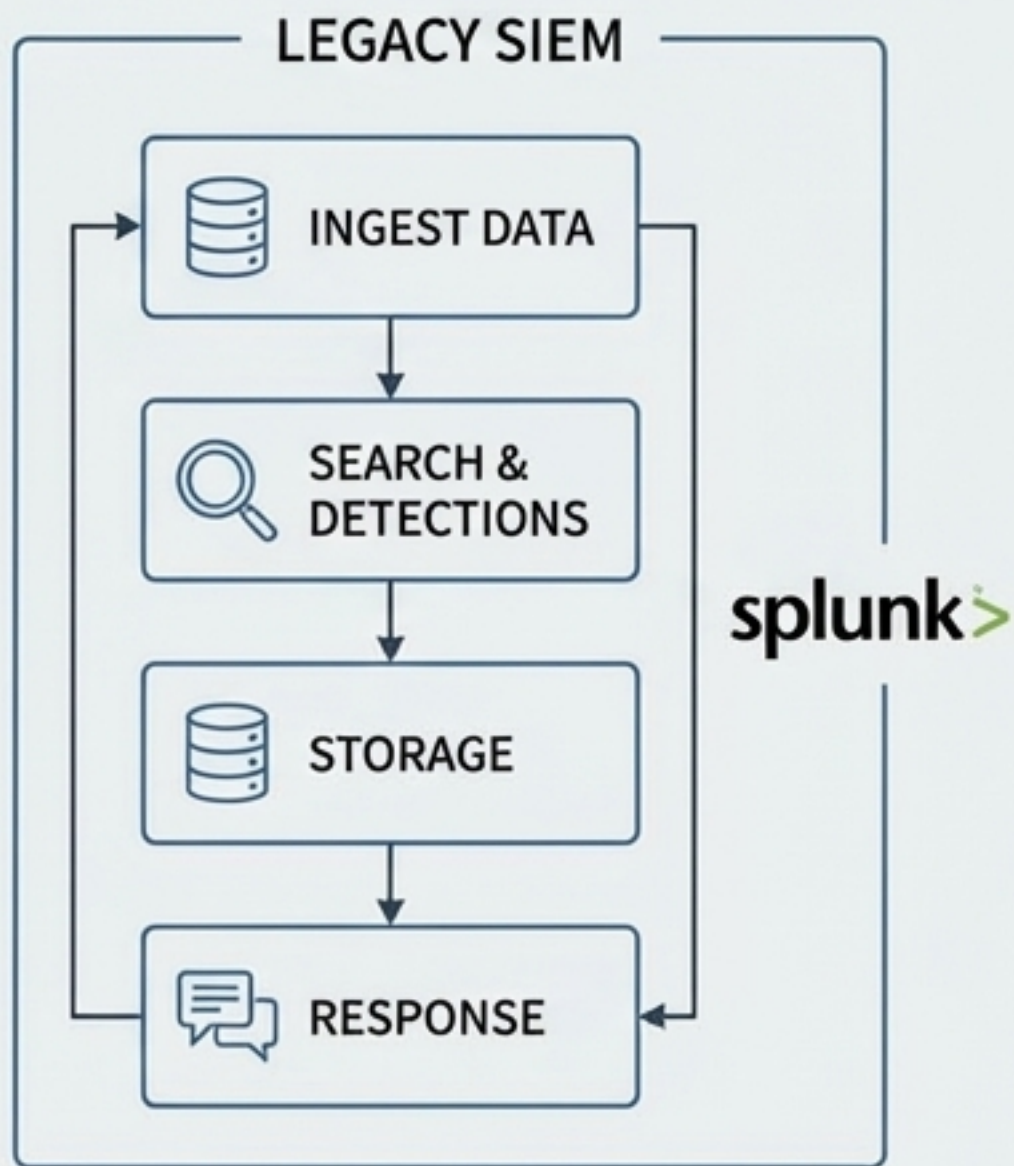 LEGACY SIEM
INGEST DATA
SEARCH &
DETECTIONS
splunk>
STORAGE
RESPONSE